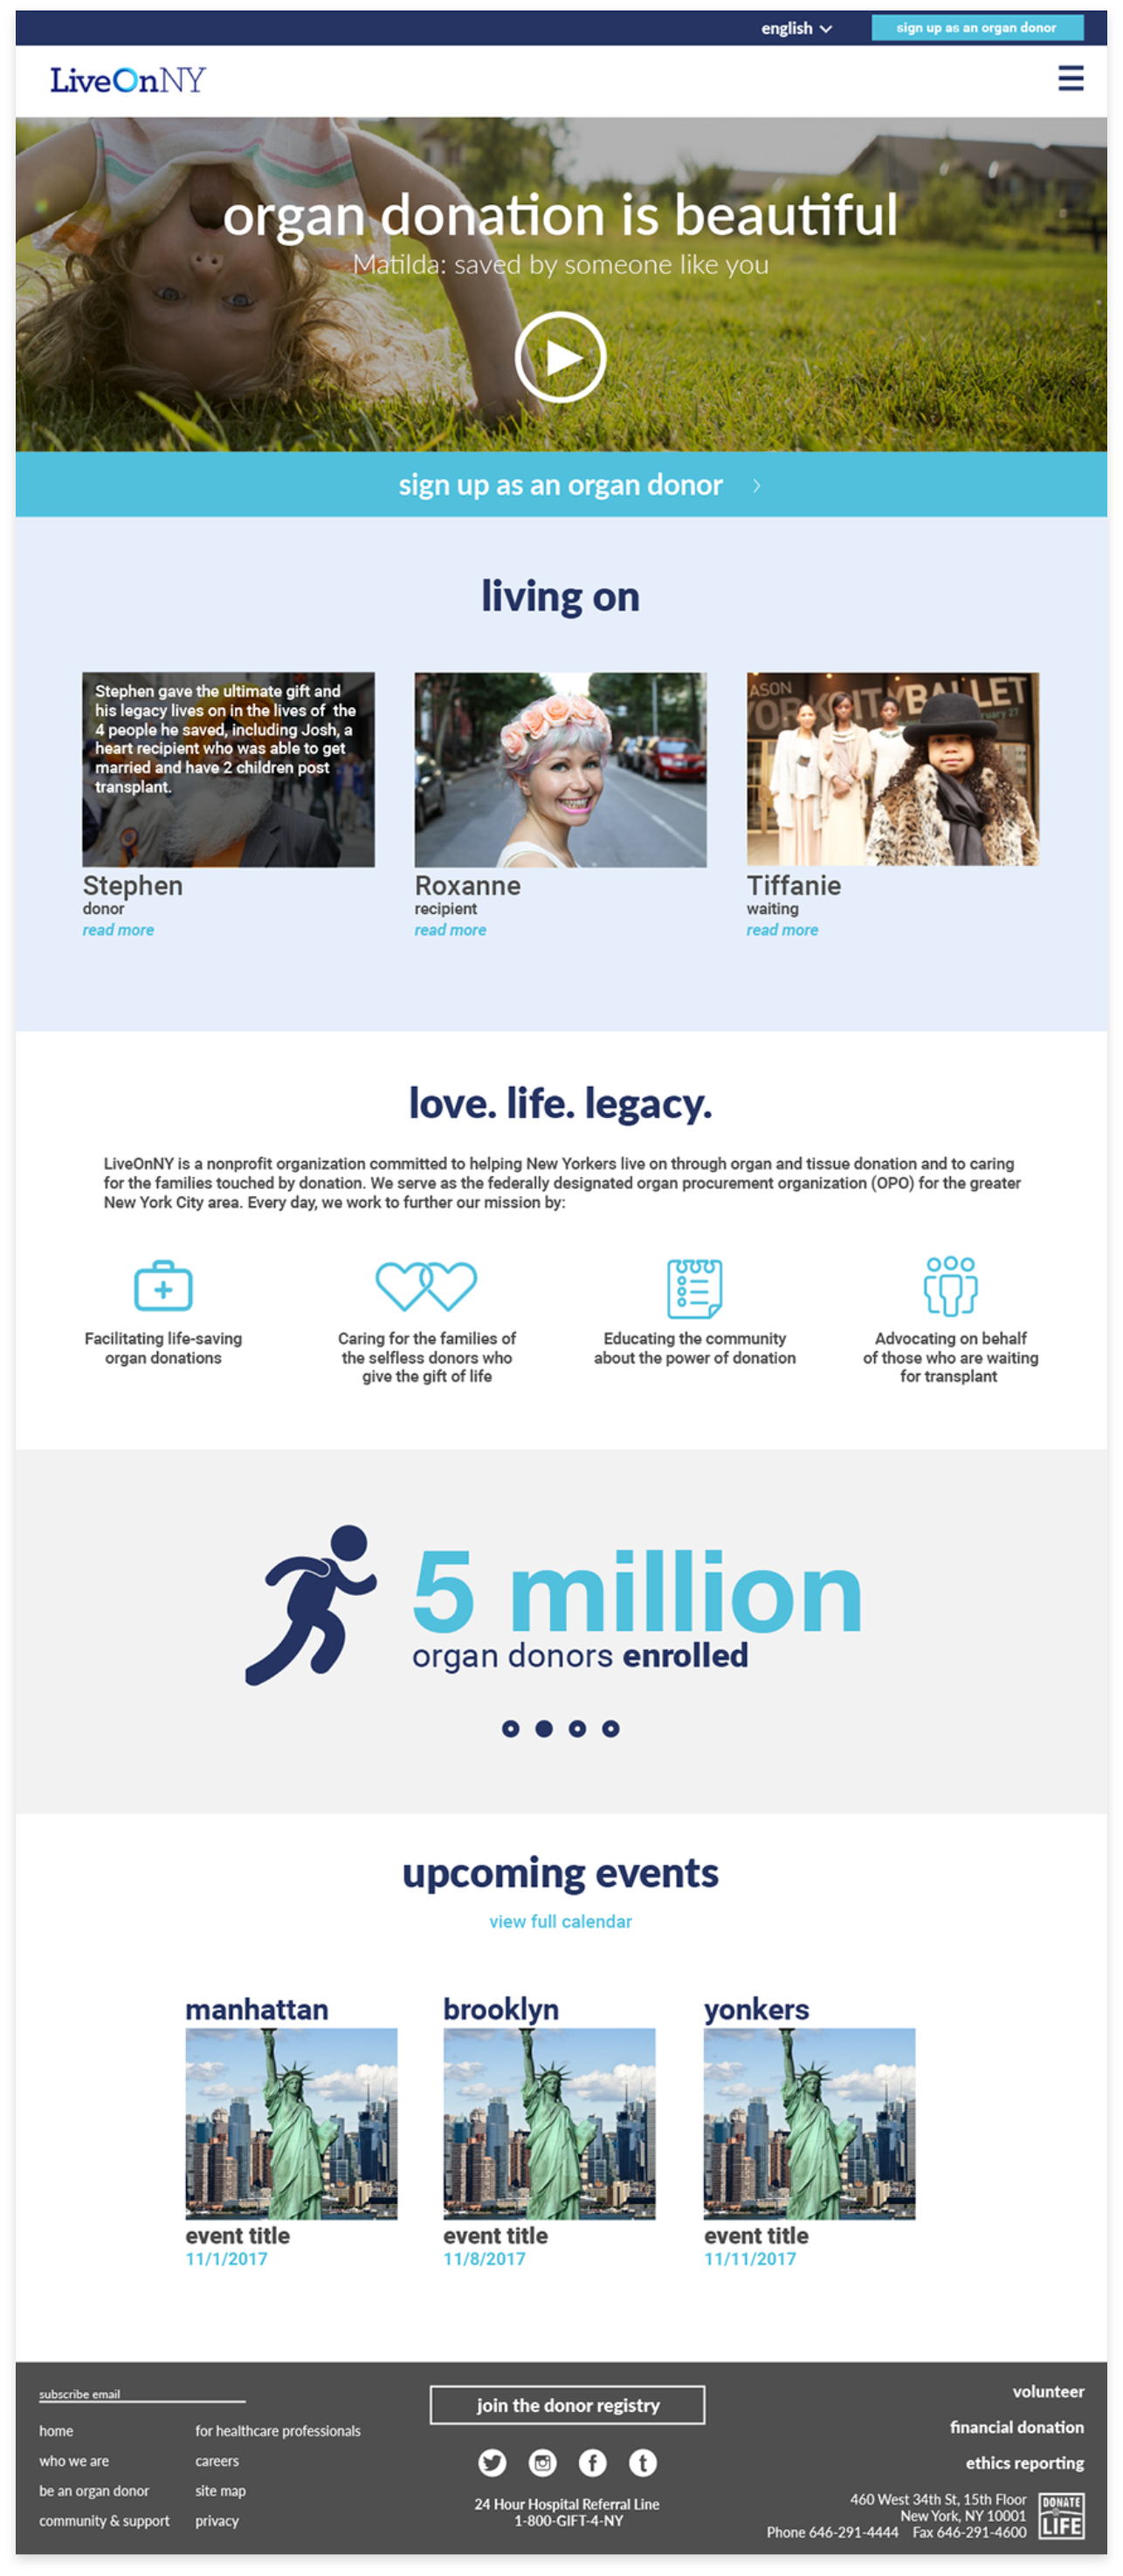 english
sign up as an organ donor
LiveOnNY
organ donation is beautiful
Matilda: saved by someone like you
sign up as an organ donor
living on
Stephen gave the ultimate gift and
his legacy lives on in the lives of the
4 people he saved, including Josh, a
heart recipient who was able to get
married and have 2 children post
transplant.
ASON
YORK CITY BALLET
Stephen
donor
read more
Roxanne
recipient
read more
Tiffanie
waiting
read more
love. life. legacy.
LiveOnNY is a nonprofit organization committed to helping New Yorkers live on through organ and tissue donation and to caring
for the families touched by donation. We serve as the federally designated organ procurement organization (OPO) for the greater
New York City area. Every day, we work to further our mission by:
Facilitating life-saving
organ donations
Caring for the families of
the selfless donors who
give the gift of life
Educating the community
about the power of donation
Advocating on behalf
of those who are waiting
for transplant
5 million
organ donors enrolled
upcoming events
view full calendar
manhattan
event title
11/1/2017
brooklyn
event title
11/8/2017
yonkers
event title
11/11/2017
subscribe email
home
who we are
be an organ donor
community & support
for healthcare professionals
careers
site map
privacy
join the donor registry
24 Hour Hospital Referral Line
1-800-GIFT-4-NY
volunteer
financial donation
ethics reporting
460 West 34th St, 15th Floor
New York, NY 10001
Phone 646-291-4444 Fax 646-291-4600
DONATE
LIFE